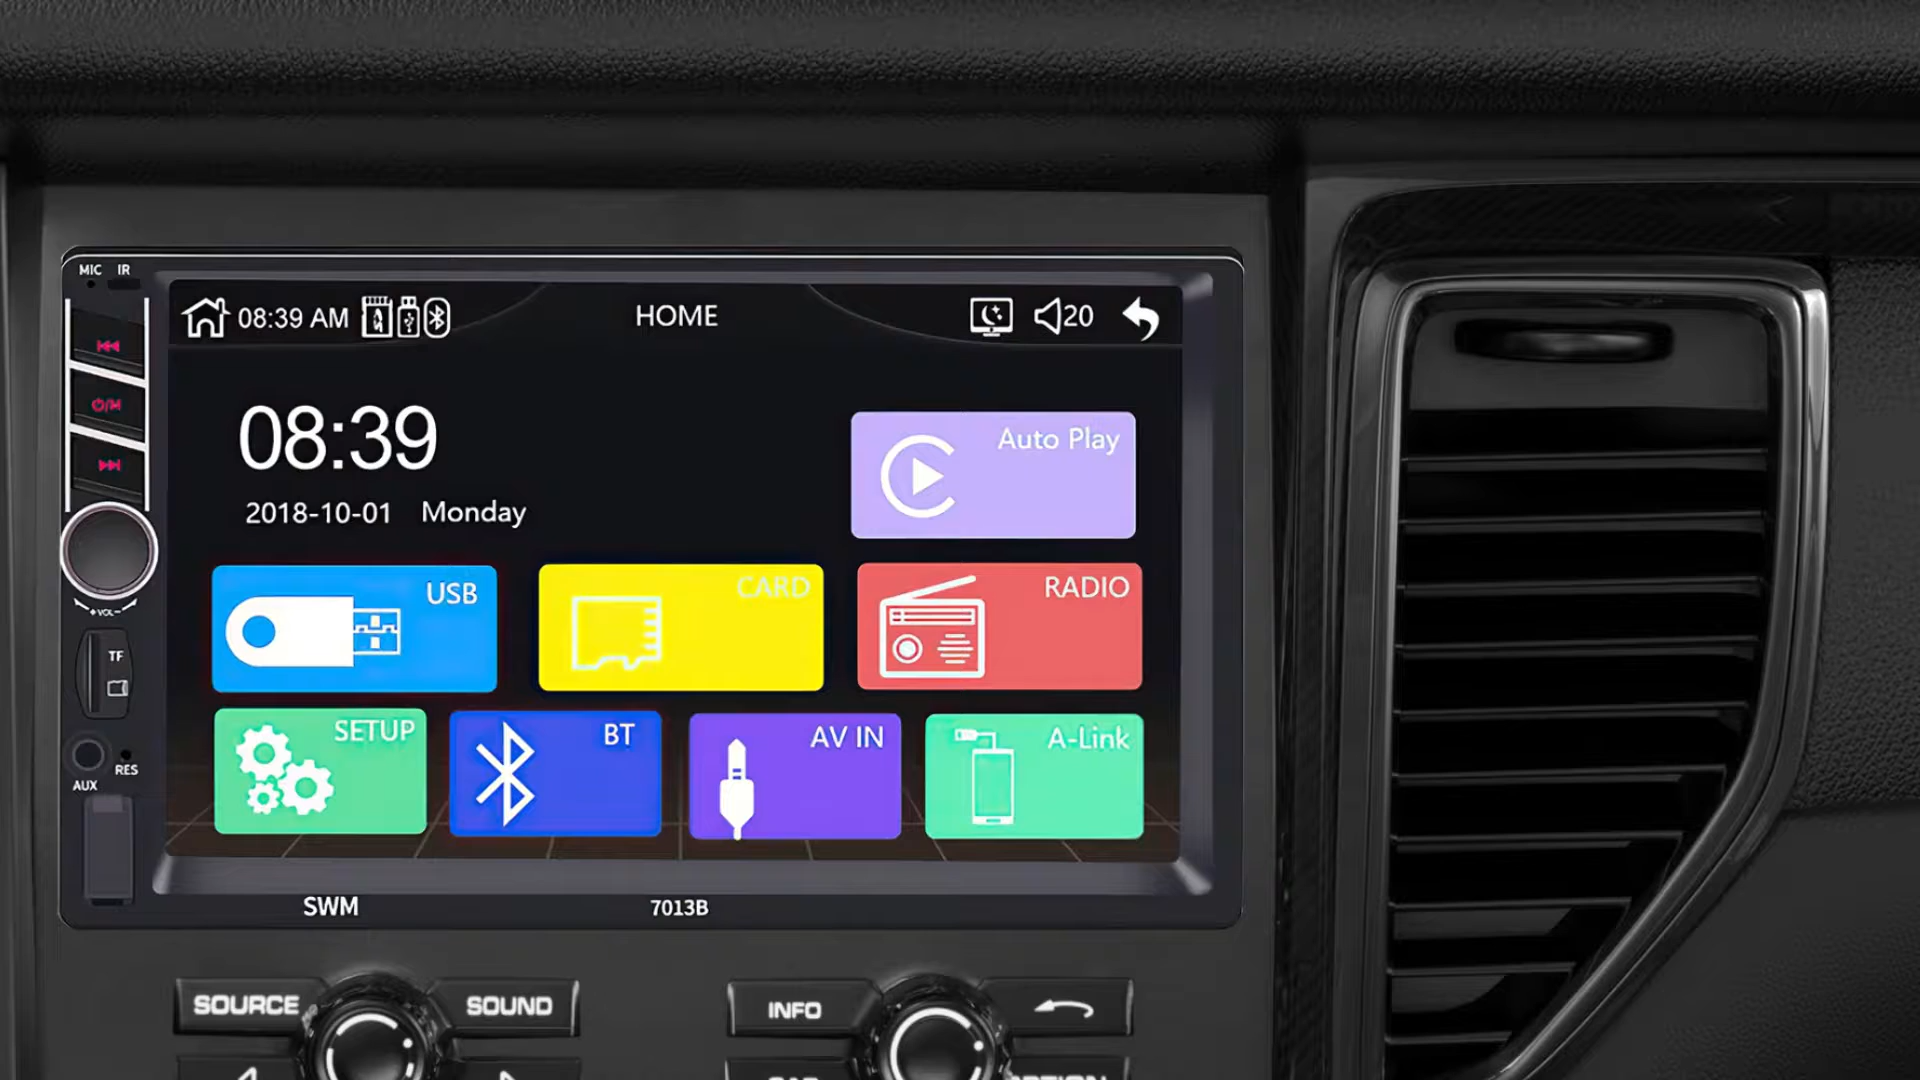 MIC IR
08:39 AM
HOME
20
08:39
2018-10-01 Monday
Auto Play
USB
CARD
RADIO
SETUP
BT
AV IN
A-Link
+VOL-
TF
RES
AUX
SWM
7013B
SOURCE
SOUND
INFO